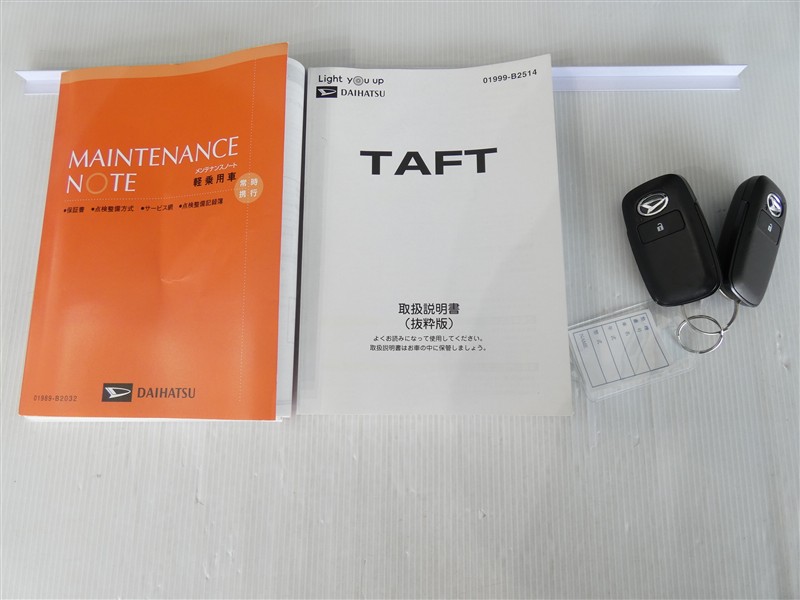 MAINTENANCE
NOTE
メンテナンスノート
軽乗用車
常時
携行
●保証書 ●点検整備方式 ●サービス網 ●点検整備記録簿
DAIHATSU
01999-B2032
Light you up
DAIHATSU
01999-B2514
TAFT
取扱説明書
（抜粋版）
よくお読みになって使用してください。
取扱説明書はお車の中に保管しましょう。